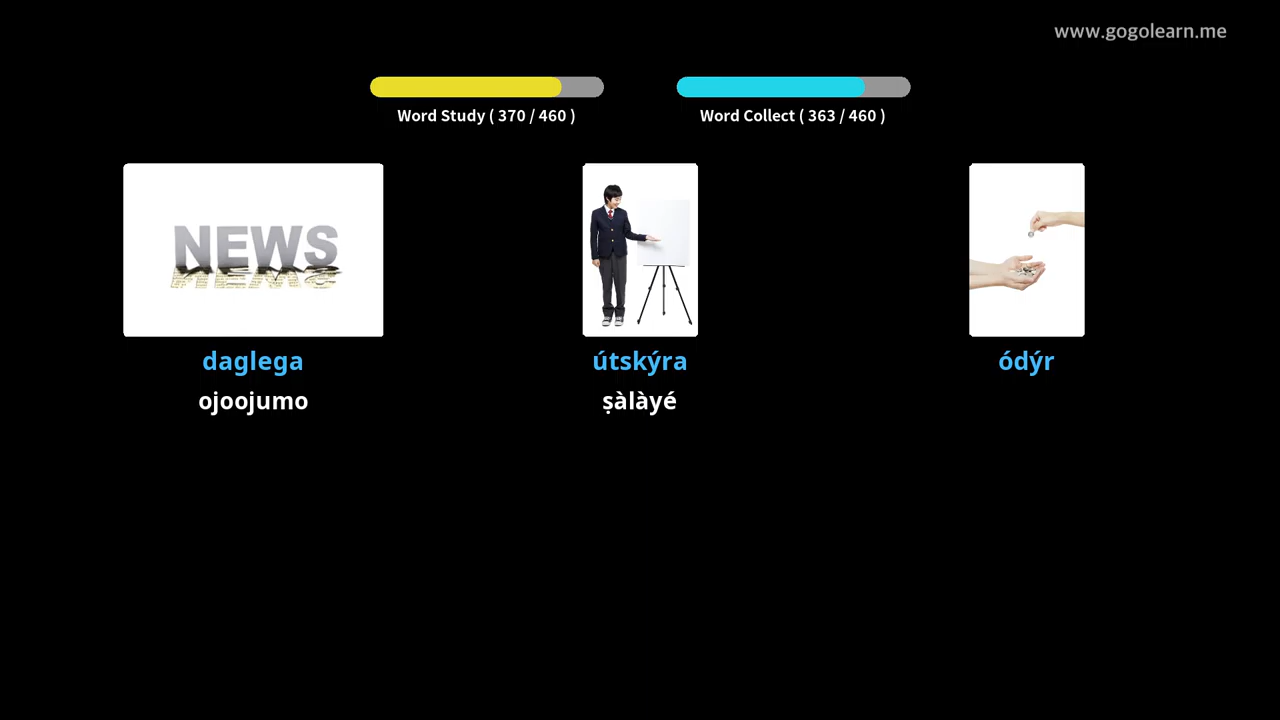 www.gogolearn.me
Word Study ( 370 / 460 )
Word Collect ( 363 / 460 )
NEWS
daglega
útskýra
ódýr
ojoojumo
ṣàlàyé